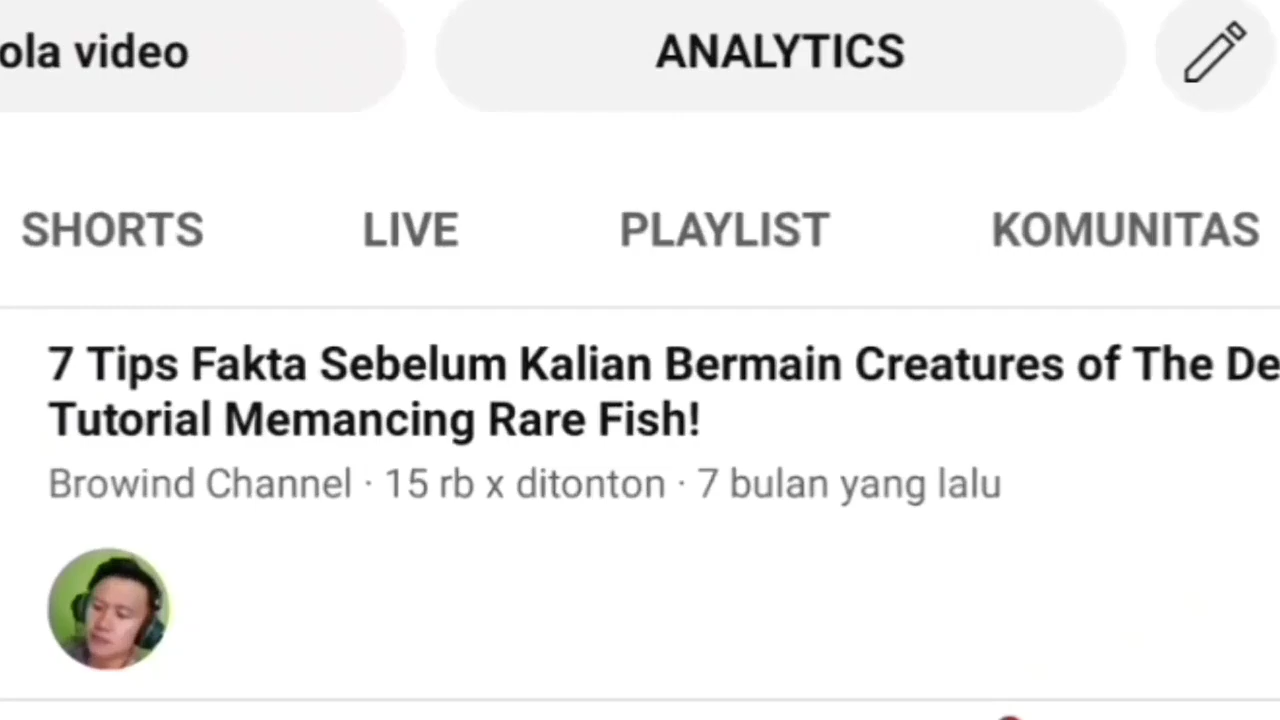 ola video
ANALYTICS
SHORTS
LIVE
PLAYLIST
KOMUNITAS
7 Tips Fakta Sebelum Kalian Bermain Creatures of The De
Tutorial Memancing Rare Fish!
Browind Channel · 15 rb x ditonton · 7 bulan yang lalu